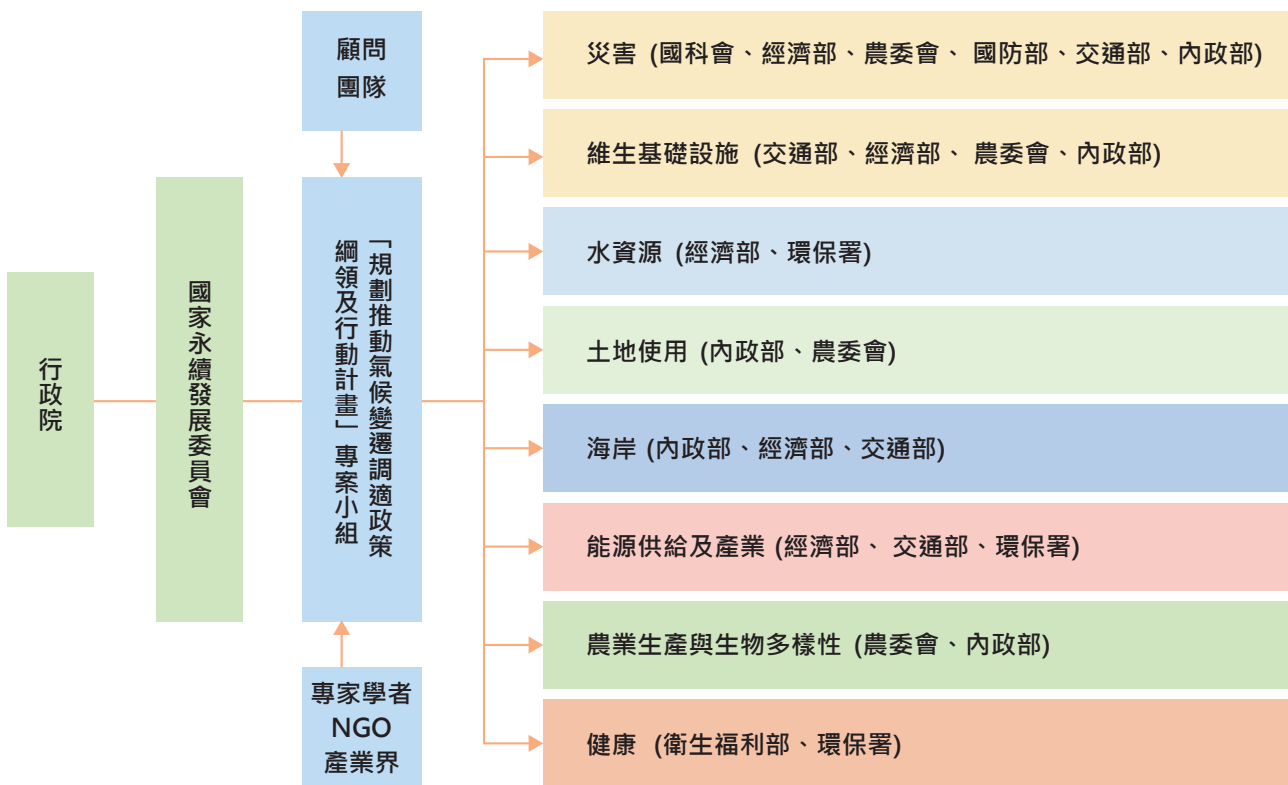 行政院
國家永續發展委員會
顧問
團隊
「規劃推動氣候變遷調適政策
綱領及行動計畫」專案小組
專家學者
NGO
產業界
災害 (國科會、經濟部、農委會、 國防部、交通部、內政部)
維生基礎設施 (交通部、經濟部、 農委會、內政部)
水資源 (經濟部、環保署)
土地使用 (內政部、農委會)
海岸 (內政部、經濟部、交通部)
能源供給及產業 (經濟部、 交通部、環保署)
農業生產與生物多樣性 (農委會、內政部)
健康 (衛生福利部、環保署)